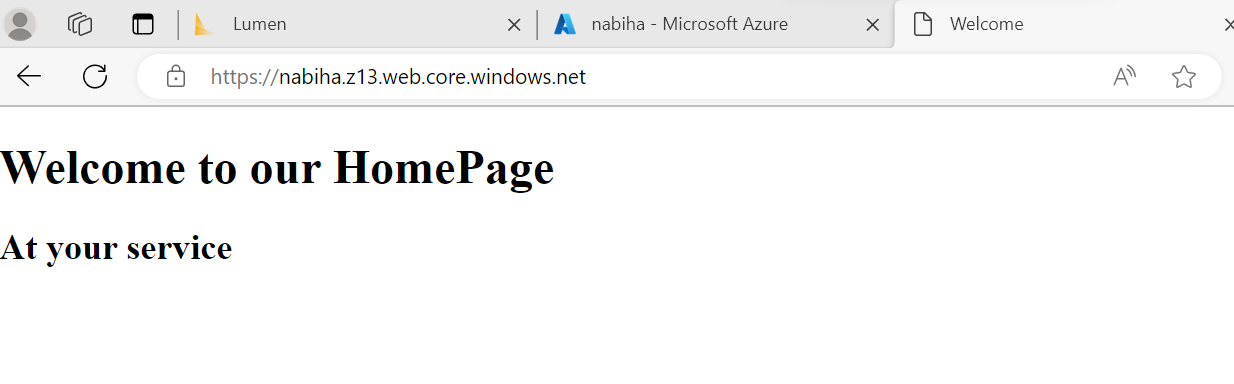 Lumen
nabiha - Microsoft Azure
Welcome
https://nabiha.z13.web.core.windows.net
Welcome to our HomePage
At your service